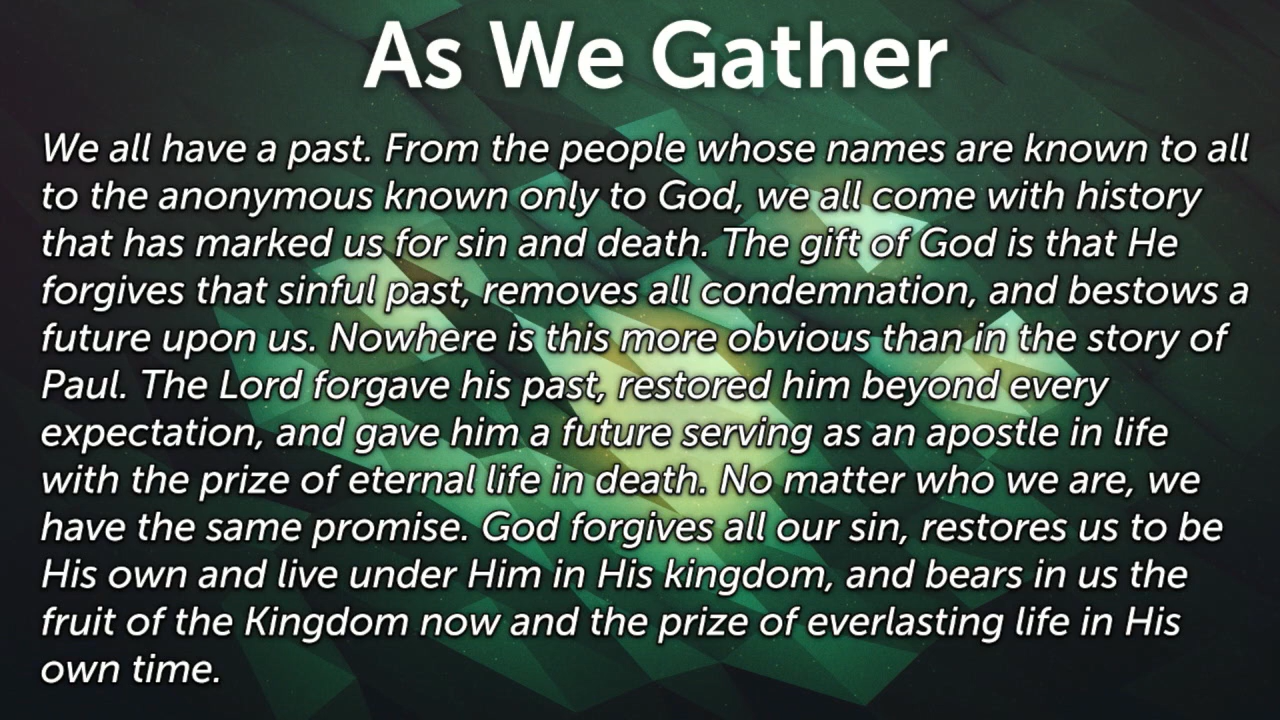 As We Gather
We all have a past. From the people whose names are known to all
to the anonymous known only to God, we all come with history
that has marked us for sin and death. The gift of God is that He
forgives that sinful past, removes all condemnation, and bestows a
future upon us. Nowhere is this more obvious than in the story of
Paul. The Lord forgave his past, restored him beyond every
expectation, and gave him a future serving as an apostle in life
with the prize of eternal life in death. No matter who we are, we
have the same promise. God forgives all our sin, restores us to be
His own and live under Him in His kingdom, and bears in us the
fruit of the Kingdom now and the prize of everlasting life in His
own time.